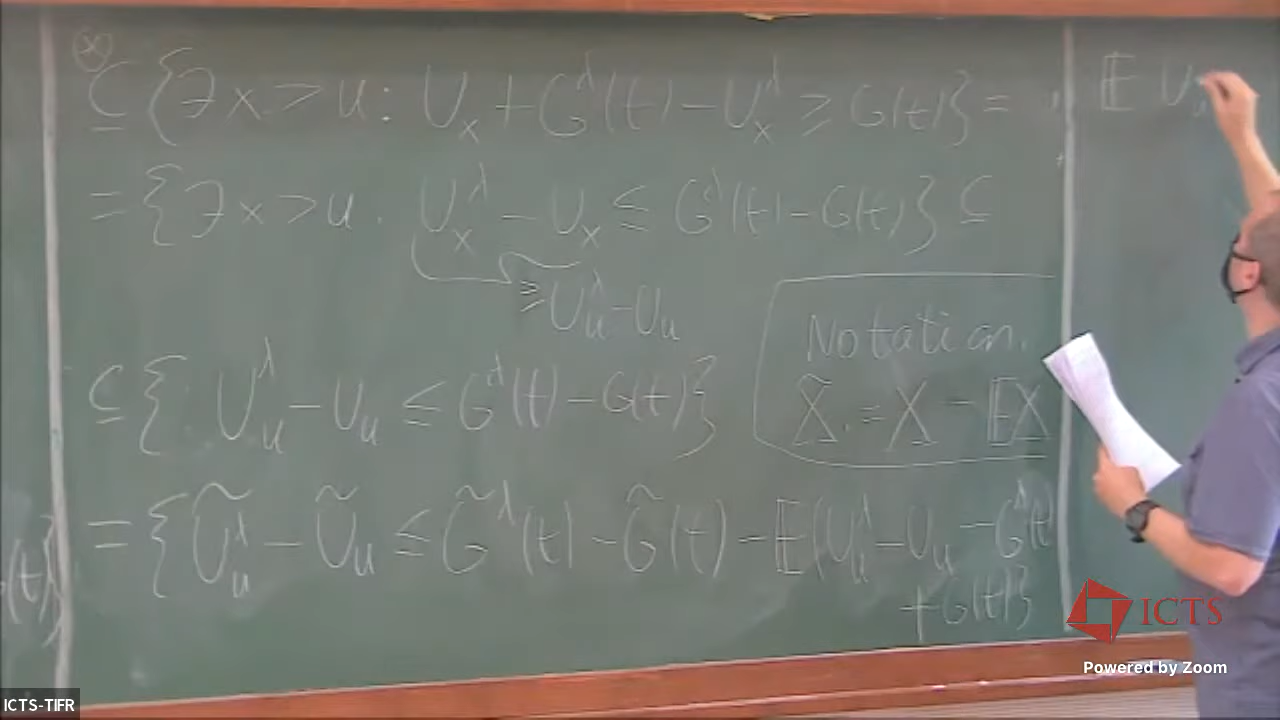 (*)
⊆ {∃x > u: U_x + G^λ(t) − U_x^λ ≥ G(t)} =
= {∃x > u. U_x^λ − U_x ≤ G^λ(t) − G(t)} ⊆
≥ U_u^λ − U_u
⊆ { U_u^λ − U_u ≤ G^λ(t) − G(t)}
Notation.
X̃ := X − 𝔼X
= {Ũ_u^λ − Ũ_u ≤ G̃^λ(t) − G̃(t) − 𝔼(U_u^λ − U_u − G^λ(t)
+ G(t)}
(t)}
𝔼 U
ICTS
Powered by Zoom
ICTS-TIFR